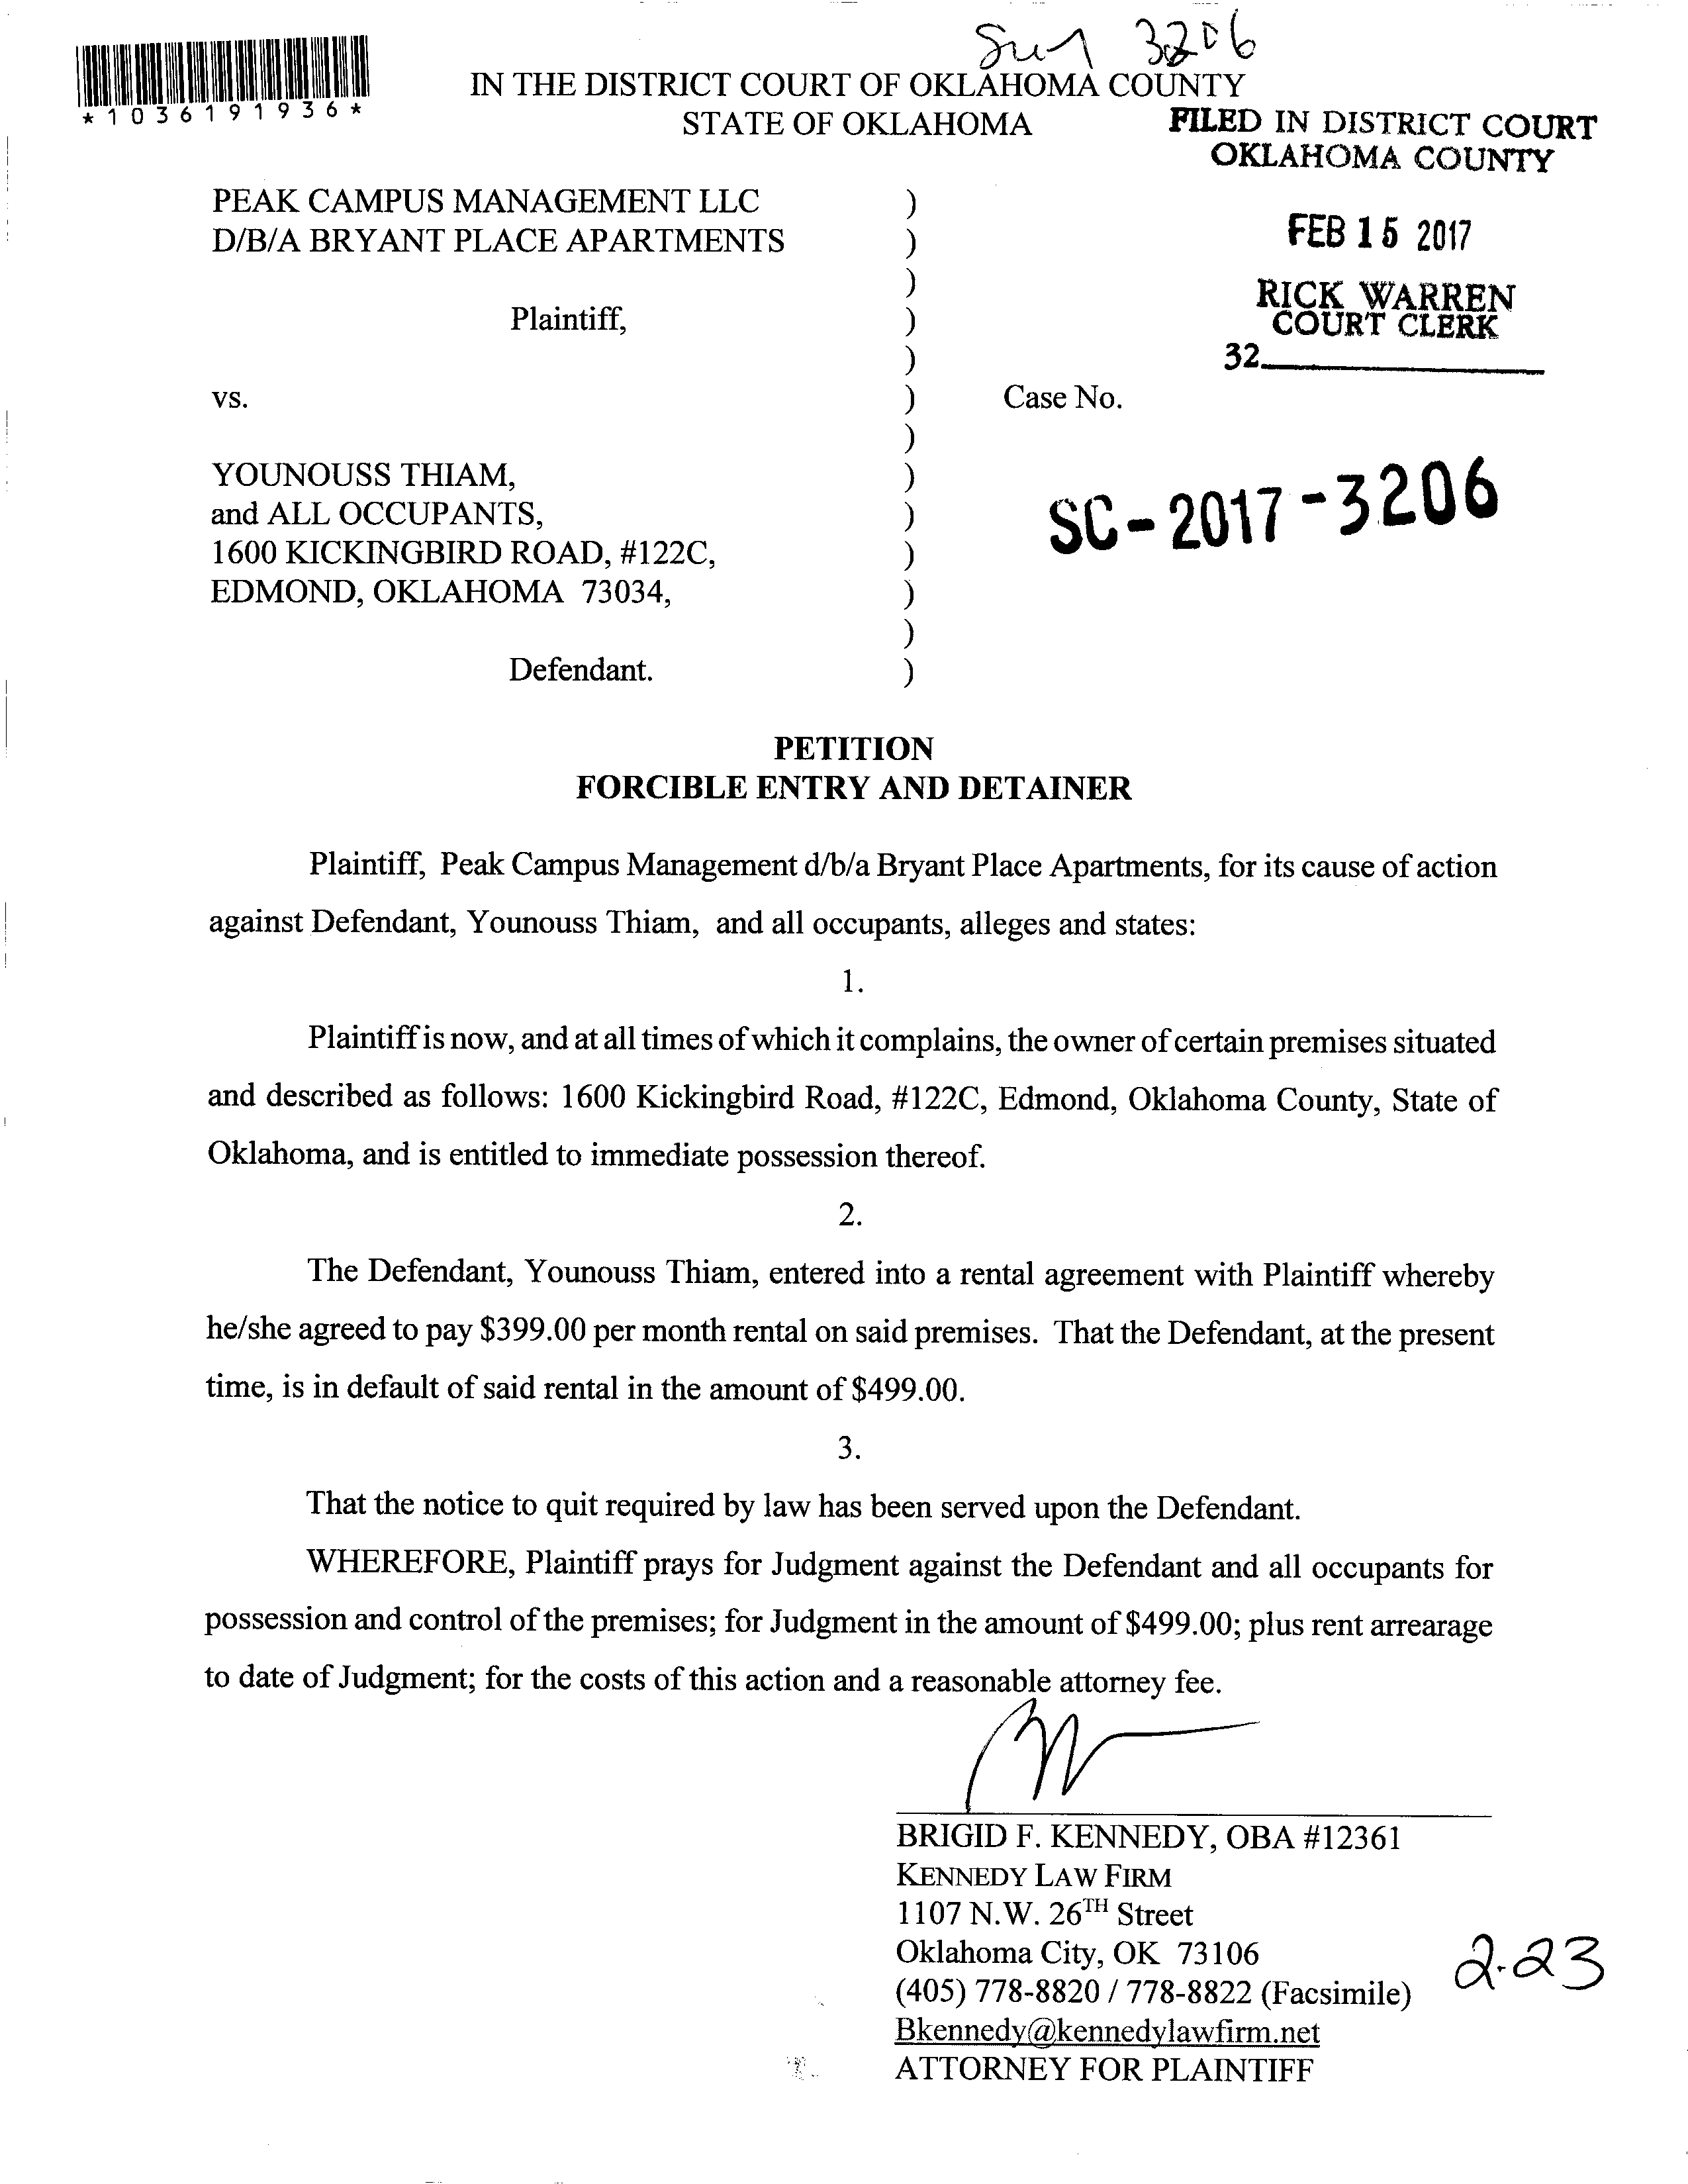 3206
*1036191936*
IN THE DISTRICT COURT OF OKLAHOMA COUNTY
STATE OF OKLAHOMA
FILED IN DISTRICT COURT
OKLAHOMA COUNTY
FEB 15 2017
RICK WARREN
COURT CLERK
32
PEAK CAMPUS MANAGEMENT LLC )
D/B/A BRYANT PLACE APARTMENTS )
)
Plaintiff, )
)
vs. ) Case No.
)
YOUNOUSS THIAM, )
and ALL OCCUPANTS, ) SC-2017-3206
1600 KICKINGBIRD ROAD, #122C, )
EDMOND, OKLAHOMA 73034, )
)
Defendant. )
PETITION
FORCIBLE ENTRY AND DETAINER
Plaintiff, Peak Campus Management d/b/a Bryant Place Apartments, for its cause of action
against Defendant, Younouss Thiam, and all occupants, alleges and states:
1.
Plaintiff is now, and at all times of which it complains, the owner of certain premises situated
and described as follows: 1600 Kickingbird Road, #122C, Edmond, Oklahoma County, State of
Oklahoma, and is entitled to immediate possession thereof.
2.
The Defendant, Younouss Thiam, entered into a rental agreement with Plaintiff whereby
he/she agreed to pay $399.00 per month rental on said premises. That the Defendant, at the present
time, is in default of said rental in the amount of $499.00.
3.
That the notice to quit required by law has been served upon the Defendant.
WHEREFORE, Plaintiff prays for Judgment against the Defendant and all occupants for
possession and control of the premises; for Judgment in the amount of $499.00; plus rent arrearage
to date of Judgment; for the costs of this action and a reasonable attorney fee.
BRIGID F. KENNEDY, OBA #12361
KENNEDY LAW FIRM
1107 N.W. 26TH Street
Oklahoma City, OK 73106
(405) 778-8820 / 778-8822 (Facsimile)
Bkennedy@kennedylawfirm.net
ATTORNEY FOR PLAINTIFF
2-23